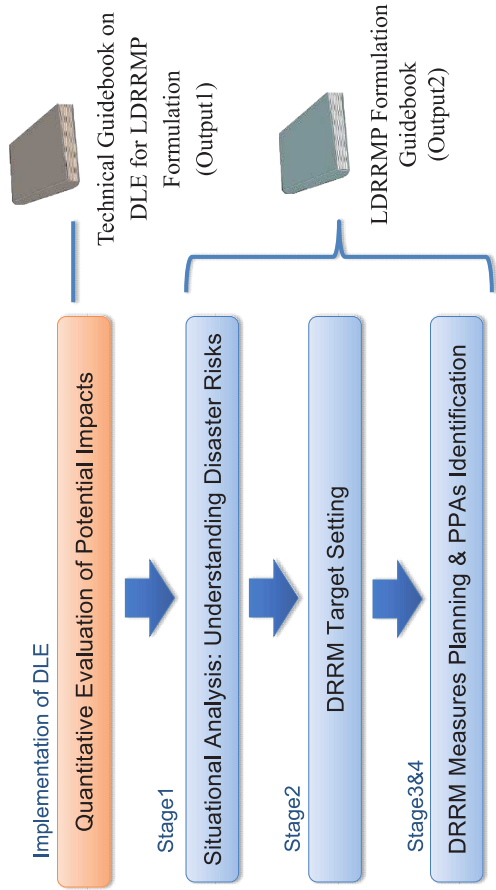 Implementation of DLE
Quantitative Evaluation of Potential Impacts
Technical Guidebook on
DLE for LDRRMP
Formulation
(Output1)
Stage1
Situational Analysis: Understanding Disaster Risks
Stage2
DRRM Target Setting
Stage3&4
DRRM Measures Planning & PPAs Identification
LDRRMP Formulation
Guidebook
(Output2)